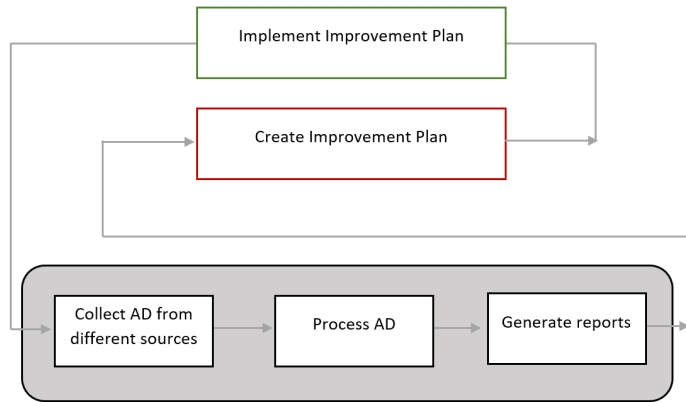 Implement Improvement Plan
Create Improvement Plan
Collect AD from
different sources
Process AD
Generate reports